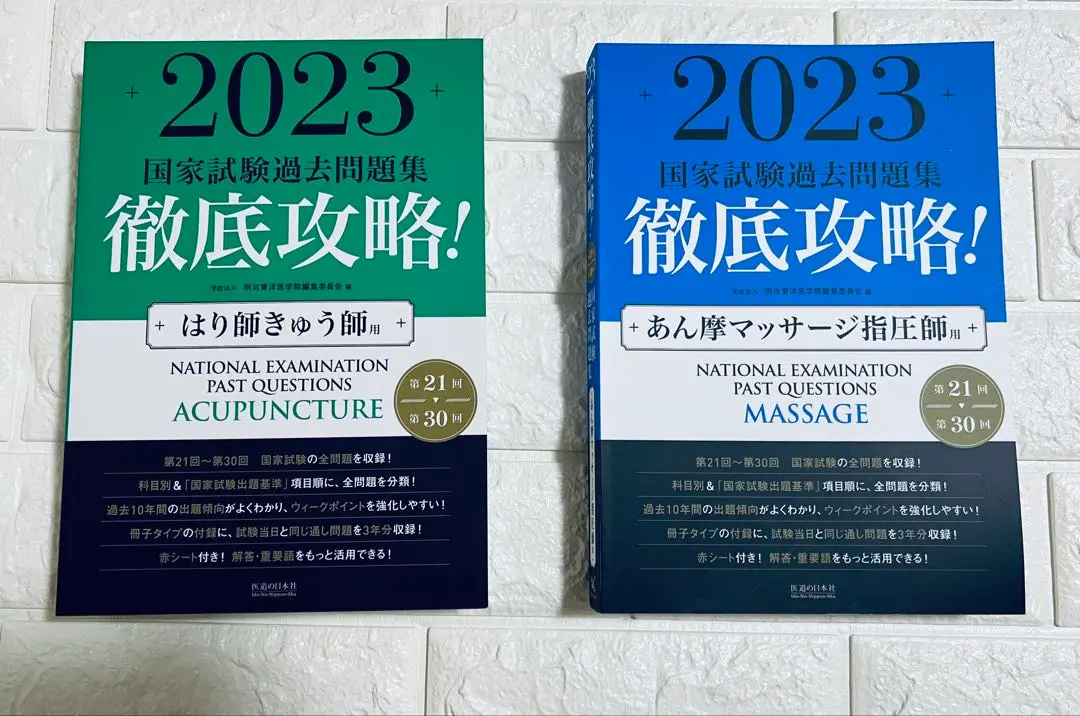 2023
国家試験過去問題集
徹底攻略!
学校法人 明治東洋医学院編集委員会 編
はり師きゅう師用
NATIONAL EXAMINATION
PAST QUESTIONS
ACUPUNCTURE
第21回
第30回
第21回～第30回 国家試験の全問題を収録!
科目別&「国家試験出題基準」項目順に、全問題を分類!
過去10年間の出題傾向がよくわかり、ウィークポイントを強化しやすい!
冊子タイプの付録に、試験当日と同じ通し問題を3年分収録!
赤シート付き! 解答・重要語をもっと活用できる!
医道の日本社
Ido-No-Nippon-Sha
2023
国家試験過去問題集
徹底攻略!
学校法人 明治東洋医学院編集委員会 編
あん摩マッサージ指圧師用
NATIONAL EXAMINATION
PAST QUESTIONS
MASSAGE
第21回
第30回
第21回～第30回 国家試験の全問題を収録!
科目別&「国家試験出題基準」項目順に、全問題を分類!
過去10年間の出題傾向がよくわかり、ウィークポイントを強化しやすい!
冊子タイプの付録に、試験当日と同じ通し問題を3年分収録!
赤シート付き! 解答・重要語をもっと活用できる!
医道の日本社
Ido-No-Nippon-Sha